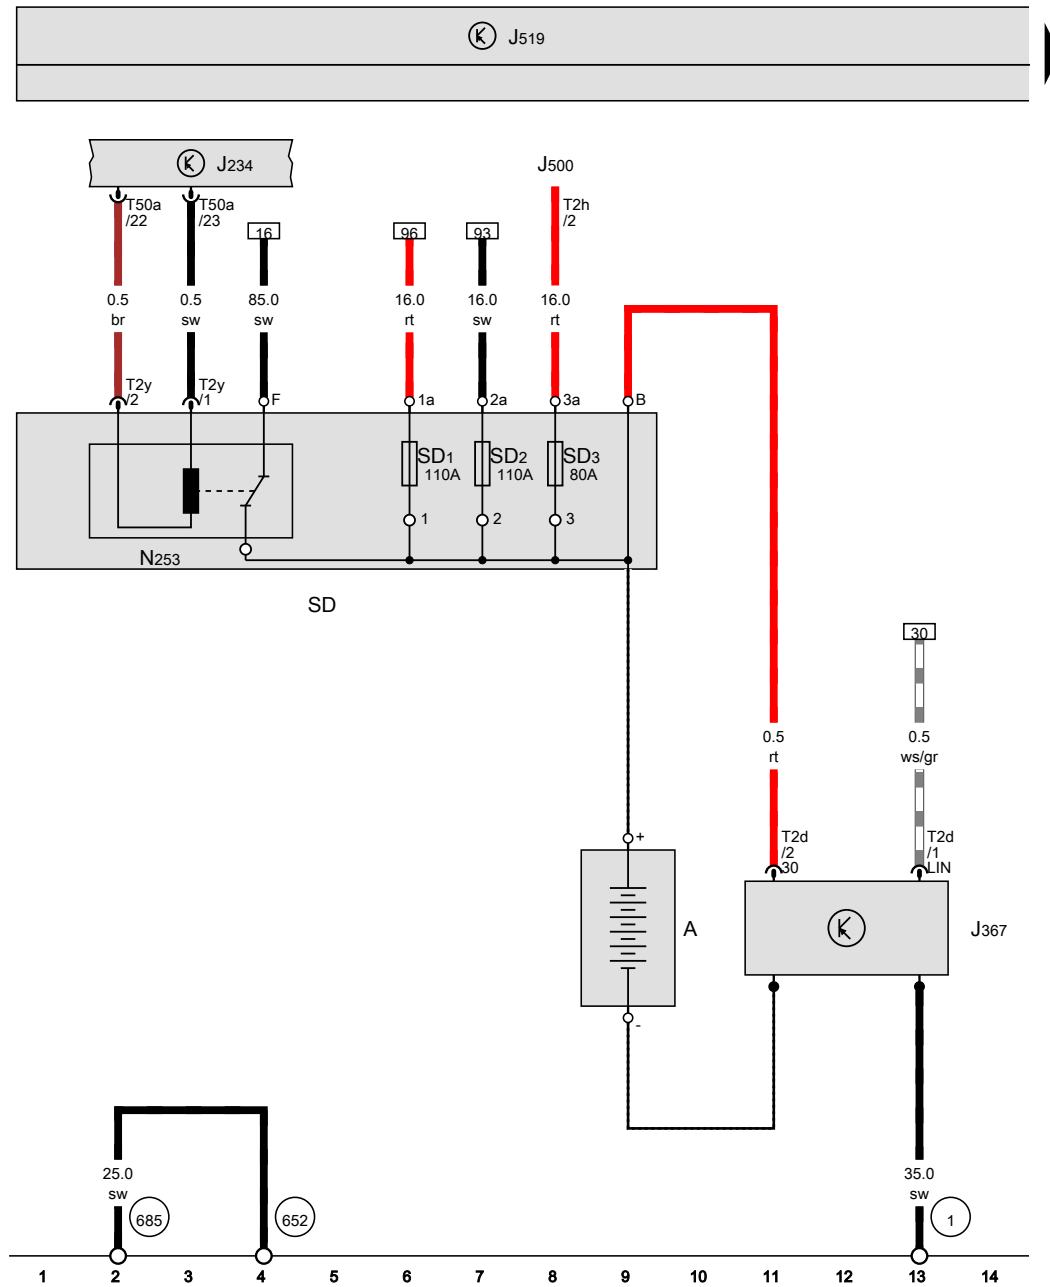 J519
J234
J500
T50a
/22
T50a
/23
T2h
/2
16
96
93
0.5
br
0.5
sw
85.0
sw
16.0
rt
16.0
sw
16.0
rt
T2y
/2
T2y
/1
F
1a
2a
3a
B
SD1
110A
SD2
110A
SD3
80A
1
2
3
N253
SD
30
0.5
rt
0.5
ws/gr
T2d
/2
30
T2d
/1
LIN
+
A
J367
-
25.0
sw
685
652
35.0
sw
1
1 2 3 4 5 6 7 8 9 10 11 12 13 14